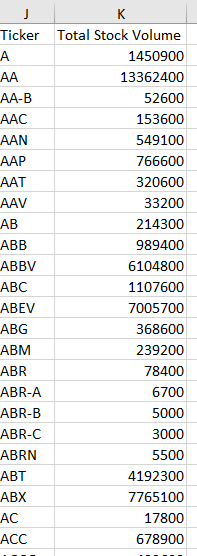 J K
Ticker Total Stock Volume
A 1450900
AA 13362400
AA-B 52600
AAC 153600
AAN 549100
AAP 766600
AAT 320600
AAV 33200
AB 214300
ABB 989400
ABBV 6104800
ABC 1107600
ABEV 7005700
ABG 368600
ABM 239200
ABR 78400
ABR-A 6700
ABR-B 5000
ABR-C 3000
ABRN 5500
ABT 4192300
ABX 7765100
AC 17800
ACC 678900